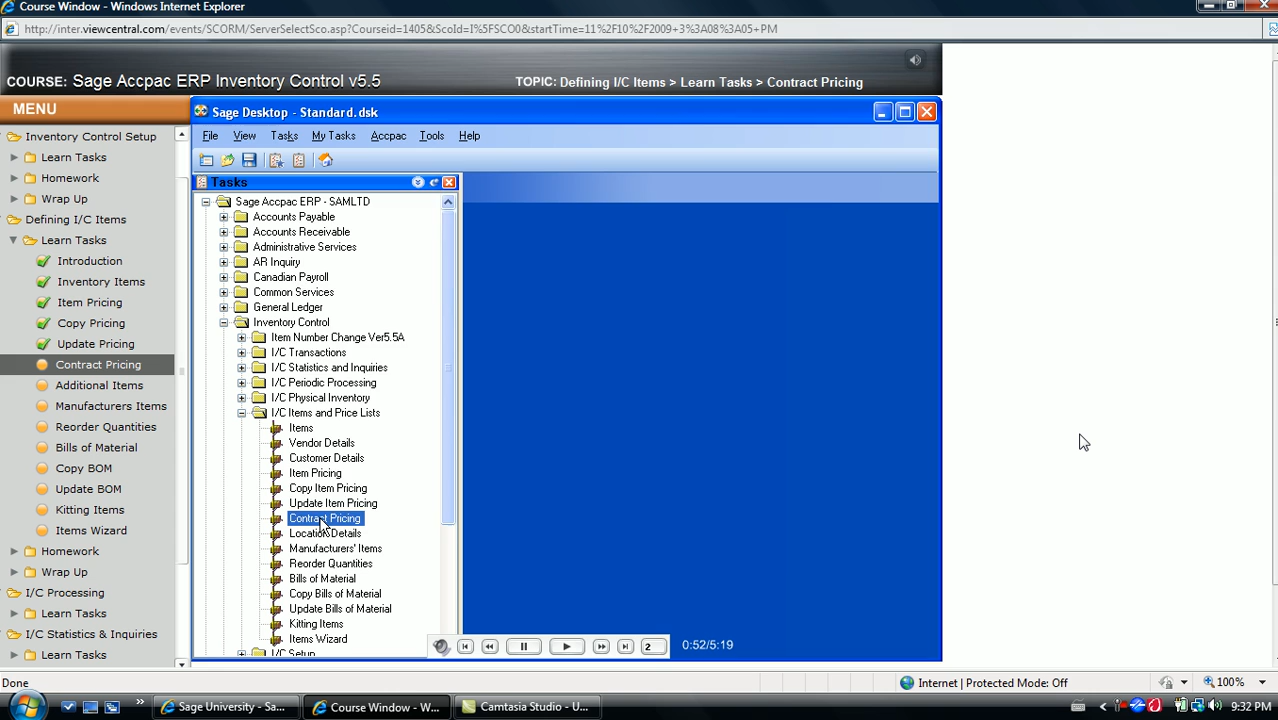 Course Window - Windows Internet Explorer
http://inter.viewcentral.com/events/SCORM/ServerSelectSco.asp?Courseid=1405&ScoId=I%5FSCO0&startTime=11%2F10%2F2009+3%3A08%3A05+PM
COURSE: Sage Accpac ERP Inventory Control v5.5
TOPIC: Defining I/C Items > Learn Tasks > Contract Pricing
MENU
Inventory Control Setup
Learn Tasks
Homework
Wrap Up
Defining I/C Items
Learn Tasks
Introduction
Inventory Items
Item Pricing
Copy Pricing
Update Pricing
Contract Pricing
Additional Items
Manufacturers Items
Reorder Quantities
Bills of Material
Copy BOM
Update BOM
Kitting Items
Items Wizard
Homework
Wrap Up
I/C Processing
Learn Tasks
I/C Statistics & Inquiries
Learn Tasks
Sage Desktop - Standard.dsk
File View Tasks My Tasks Accpac Tools Help
Tasks
Sage Accpac ERP - SAMLTD
Accounts Payable
Accounts Receivable
Administrative Services
AR Inquiry
Canadian Payroll
Common Services
General Ledger
Inventory Control
Item Number Change Ver5.5A
I/C Transactions
I/C Statistics and Inquiries
I/C Periodic Processing
I/C Physical Inventory
I/C Items and Price Lists
Items
Vendor Details
Customer Details
Item Pricing
Copy Item Pricing
Update Item Pricing
Contract Pricing
Location Details
Manufacturers' Items
Reorder Quantities
Bills of Material
Copy Bills of Material
Update Bills of Material
Kitting Items
Items Wizard
I/C Setup
2
0:52/5:19
Done
Internet | Protected Mode: Off
100%
Sage University - Sa...
Course Window - W...
Camtasia Studio - U...
9:32 PM